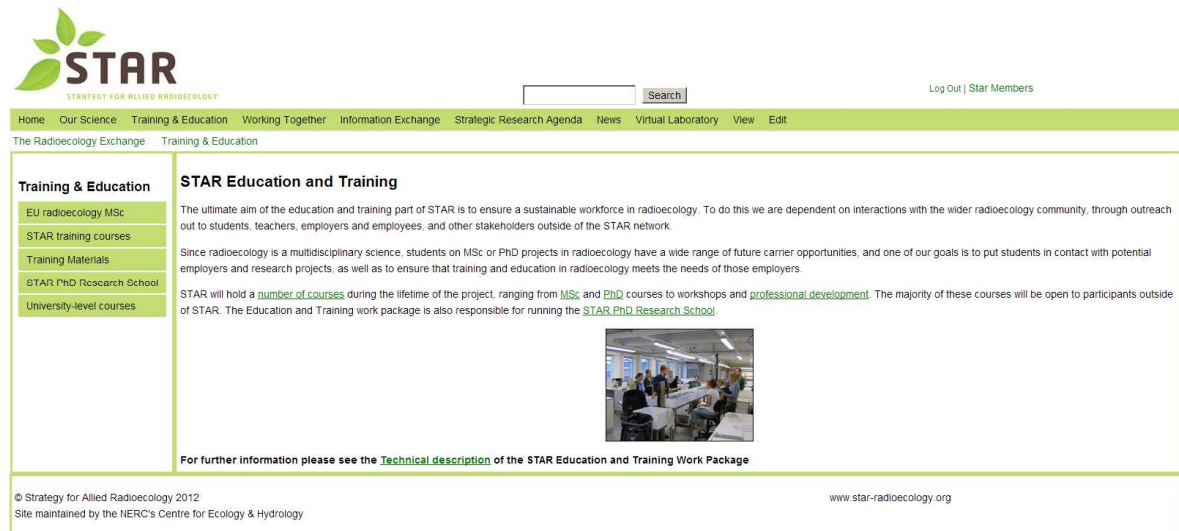 STAR
STRATEGY FOR ALLIED RADIOECOLOGY
Search
Log Out | Star Members
Home Our Science Training & Education Working Together Information Exchange Strategic Research Agenda News Virtual Laboratory View Edit
The Radioecology Exchange Training & Education
Training & Education
EU radioecology MSc
STAR training courses
Training Materials
STAR PhD Research School
University-level courses
STAR Education and Training
The ultimate aim of the education and training part of STAR is to ensure a sustainable workforce in radioecology. To do this we are dependent on interactions with the wider radioecology community, through outreach
out to students, teachers, employers and employees, and other stakeholders outside of the STAR network.
Since radioecology is a multidisciplinary science, students on MSc or PhD projects in radioecology have a wide range of future carrier opportunities, and one of our goals is to put students in contact with potential
employers and research projects, as well as to ensure that training and education in radioecology meets the needs of those employers.
STAR will hold a number of courses during the lifetime of the project, ranging from MSc and PhD courses to workshops and professional development. The majority of these courses will be open to participants outside
of STAR. The Education and Training work package is also responsible for running the STAR PhD Research School.
For further information please see the Technical description of the STAR Education and Training Work Package
© Strategy for Allied Radioecology 2012
www.star-radioecology.org
Site maintained by the NERC's Centre for Ecology & Hydrology